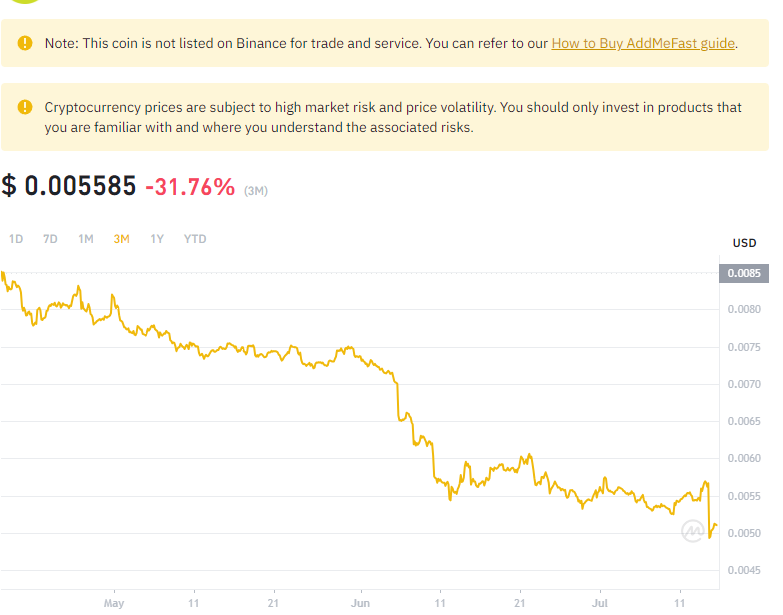 Note: This coin is not listed on Binance for trade and service. You can refer to our How to Buy AddMeFast guide.
Cryptocurrency prices are subject to high market risk and price volatility. You should only invest in products that
you are familiar with and where you understand the associated risks.
$ 0.005585 -31.76% (3M)
1D 7D 1M 3M 1Y YTD
USD
0.0085
0.0080
0.0075
0.0070
0.0065
0.0060
0.0055
0.0050
0.0045
May 11 21 Jun 11 21 Jul 11